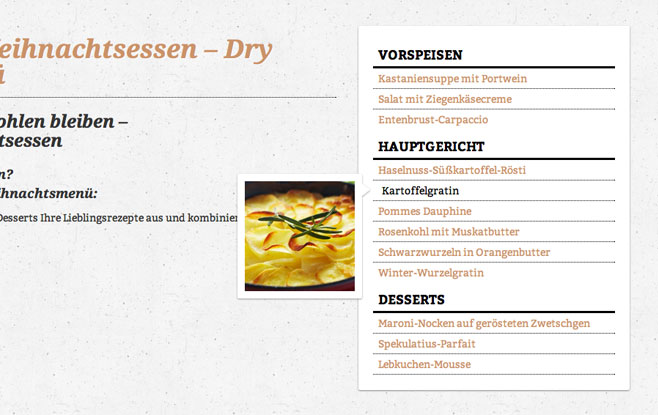 eihnachtsessen – Dry
ohlen bleiben –
tsessen
n?
ihnachtsmenü:
Desserts Ihre Lieblingsrezepte aus und kombinier
VORSPEISEN
Kastaniensuppe mit Portwein
Salat mit Ziegenkäsecreme
Entenbrust-Carpaccio
HAUPTGERICHT
Haselnuss-Süßkartoffel-Rösti
Kartoffelgratin
Pommes Dauphine
Rosenkohl mit Muskatbutter
Schwarzwurzeln in Orangenbutter
Winter-Wurzelgratin
DESSERTS
Maroni-Nocken auf gerösteten Zwetschgen
Spekulatius-Parfait
Lebkuchen-Mousse